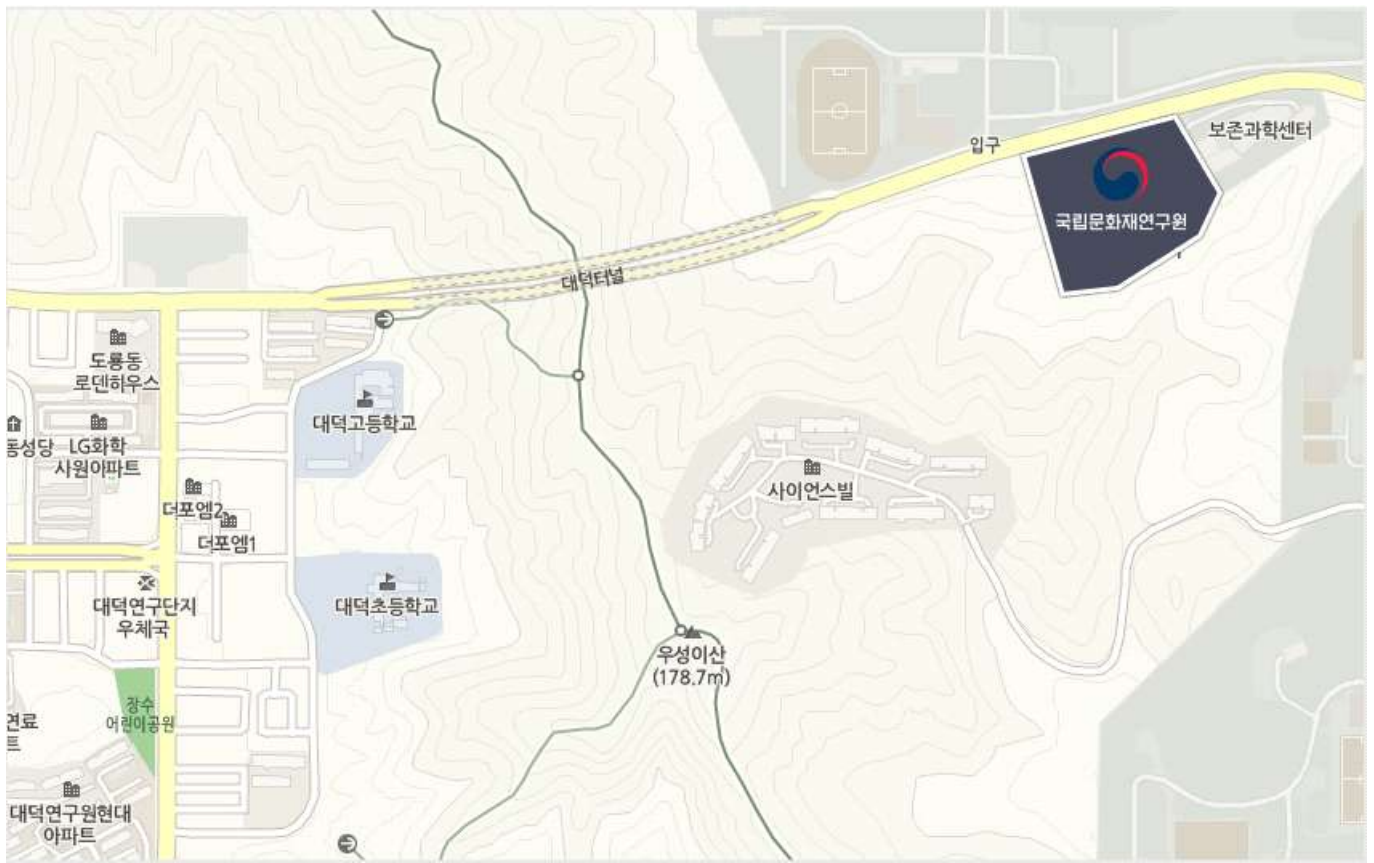 입구
보존과학센터
국립문화재연구원
대덕터널
도룡동
로덴하우스
대덕고등학교
동성당
LG화학
사원아파트
사이언스빌
더포엠2
더포엠1
대덕연구단지
우체국
대덕초등학교
우성이산
(178.7m)
장수
어린이공원
연료
트
대덕연구원현대
아파트